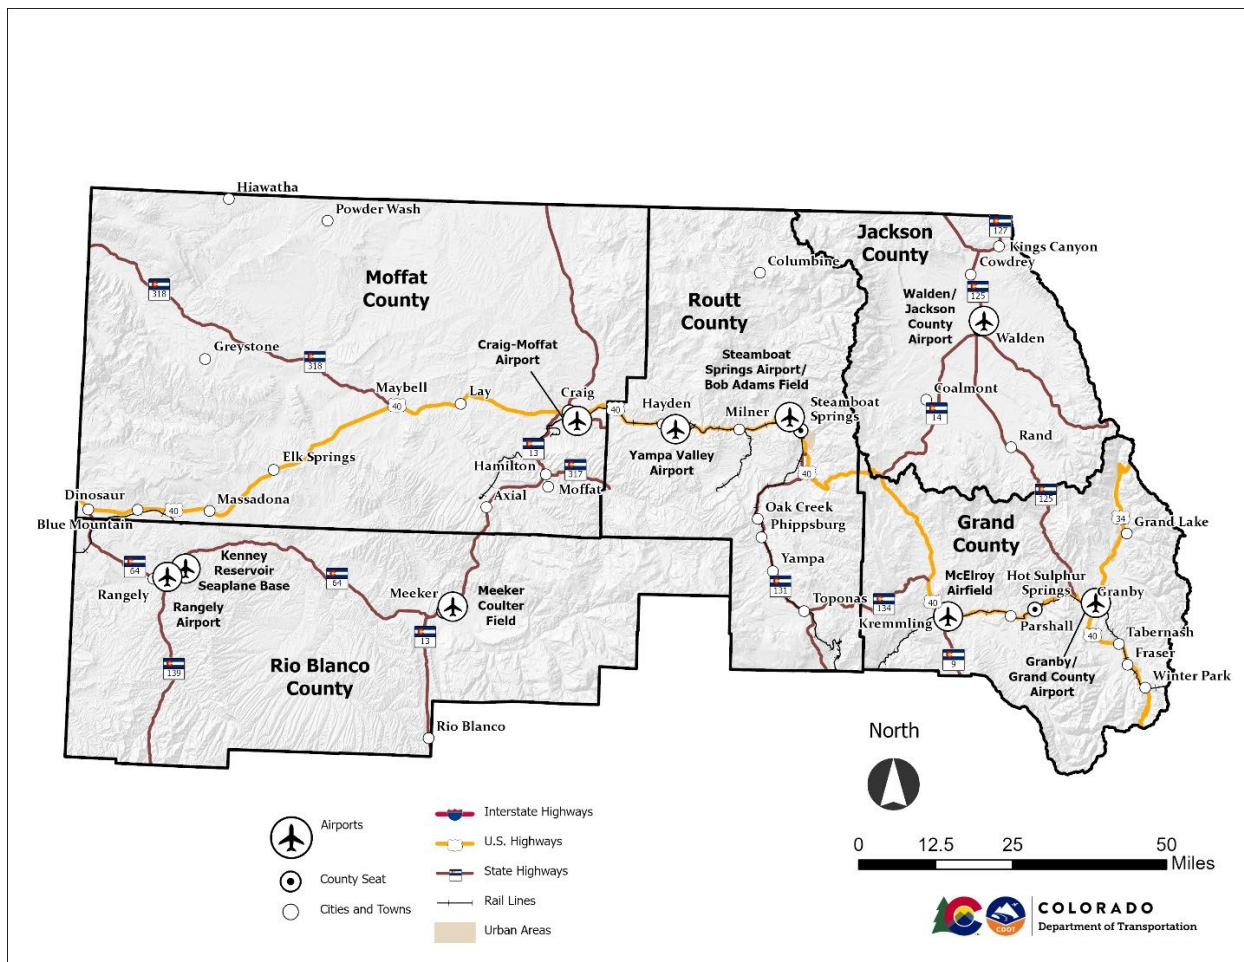 Hiawatha
Powder Wash
Moffat
County
318
Greystone
318
Maybell
40
Lay
Craig-Moffat
Airport
Craig
Elk Springs
13
Hamilton
317
Moffat
Axial
Dinosaur
Blue Mountain
40
Massadona
Columbine
Routt
County
Steamboat
Springs Airport/
Bob Adams Field
40
Hayden
Milner
Steamboat
Springs
Yampa Valley
Airport
40
Oak Creek
Phippsburg
Yampa
131
Toponas
134
Jackson
County
127
Kings Canyon
Cowdrey
125
Walden/
Jackson
County
Airport
Walden
Coalmont
14
Rand
125
Grand
County
34
Grand Lake
McElroy
Airfield
Hot Sulphur
Springs
Granby
40
Kremmling
Parshall
9
40
Tabernash
Fraser
Winter Park
Granby/
Grand County
Airport
64
Rangely
Kenney
Reservoir
Seaplane Base
Rangely
Airport
64
Meeker
Meeker
Coulter
Field
13
139
Rio Blanco
County
Rio Blanco
North
Airports
County Seat
Cities and Towns
Interstate Highways
U.S. Highways
State Highways
Rail Lines
Urban Areas
0 12.5 25 50
Miles
CDOT
COLORADO
Department of Transportation